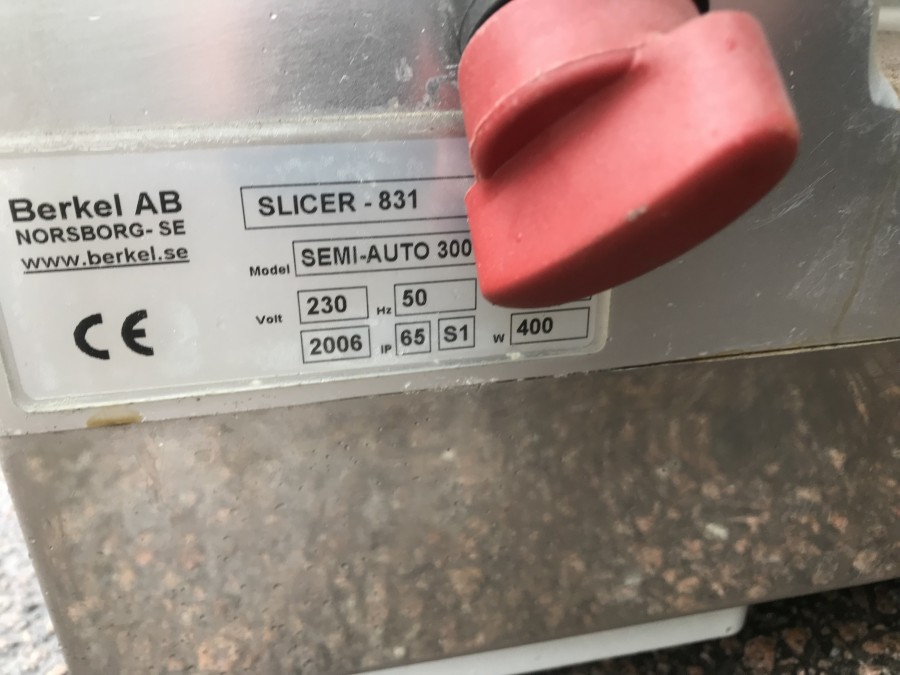 Berkel AB
NORSBORG- SE
www.berkel.se
CE
SLICER - 831
Model SEMI-AUTO 300
Volt 230 Hz 50
2006 IP 65 S1 W 400